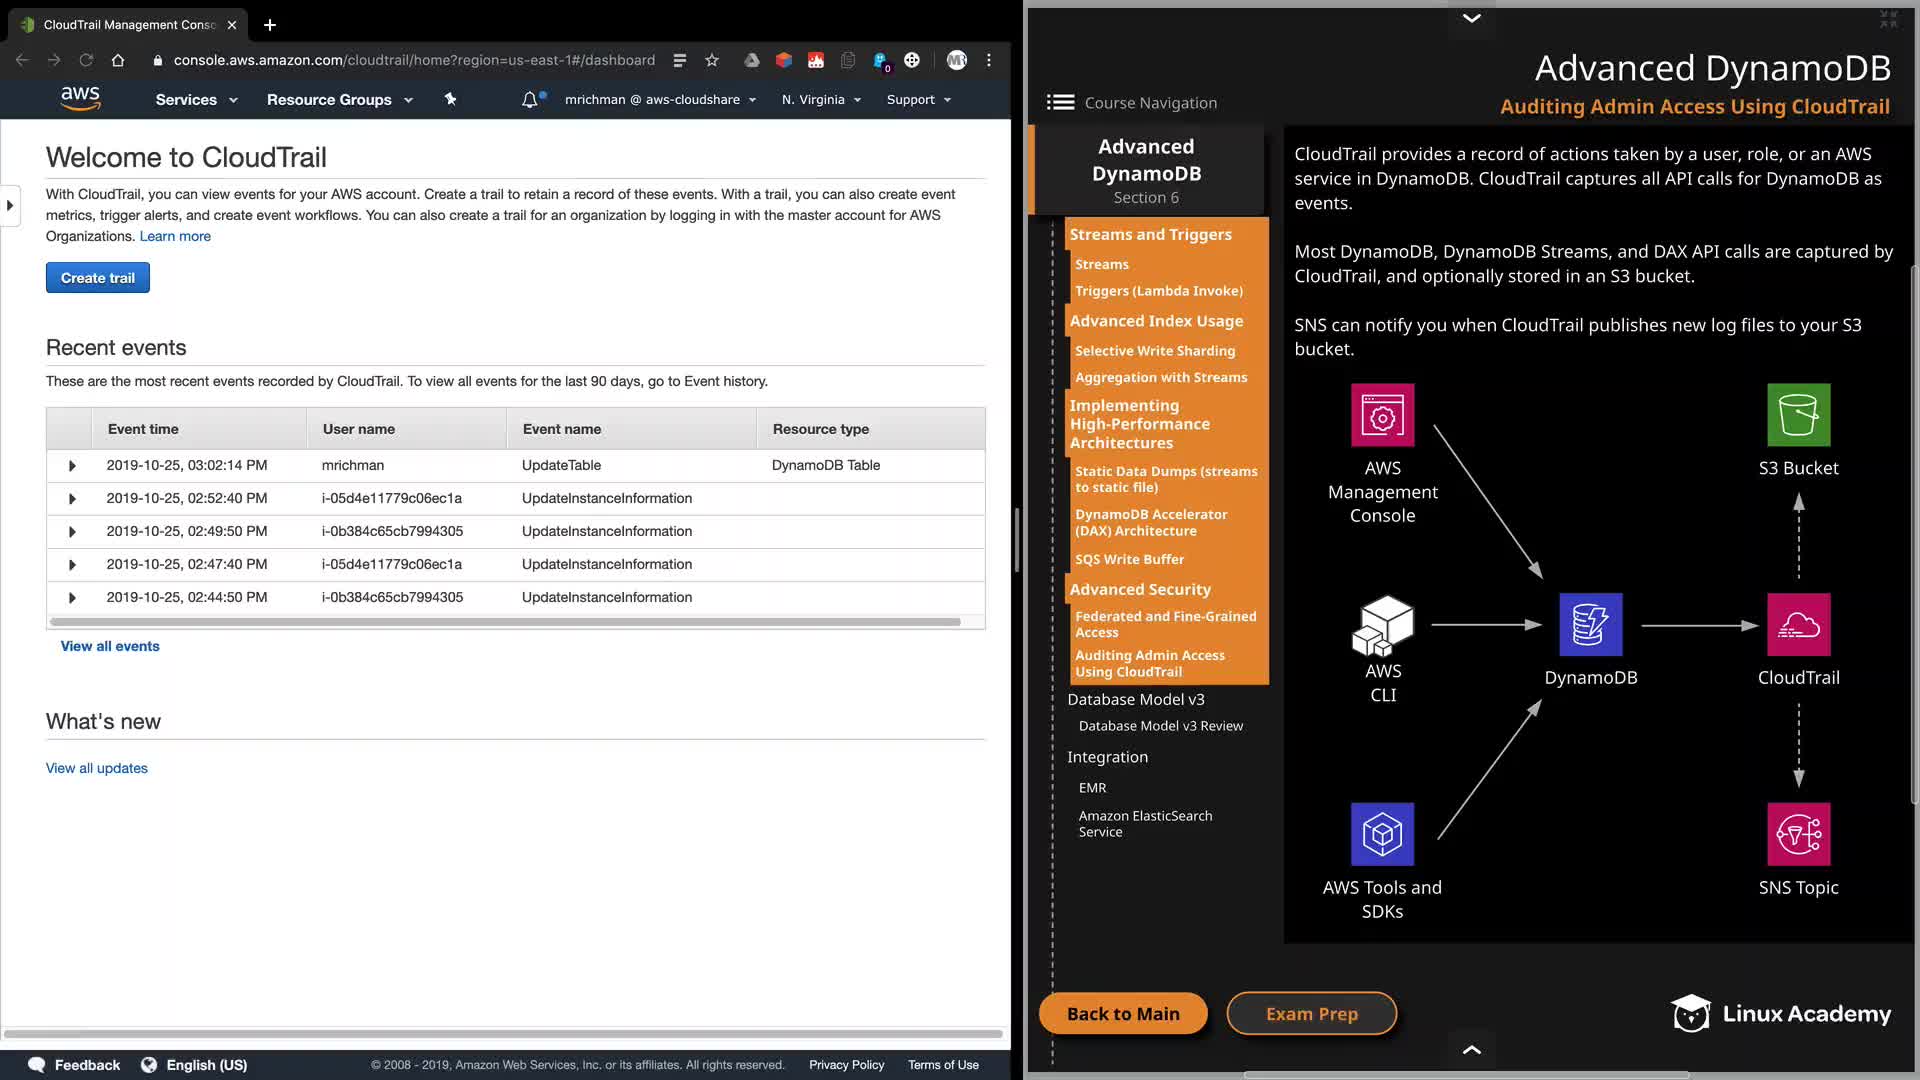 CloudTrail Management Conso
console.aws.amazon.com/cloudtrail/home?region=us-east-1#/dashboard
0
MR
aws
Services
Resource Groups
mrichman @ aws-cloudshare
N. Virginia
Support
Welcome to CloudTrail
With CloudTrail, you can view events for your AWS account. Create a trail to retain a record of these events. With a trail, you can also create event
metrics, trigger alerts, and create event workflows. You can also create a trail for an organization by logging in with the master account for AWS
Organizations. Learn more
Create trail
Recent events
These are the most recent events recorded by CloudTrail. To view all events for the last 90 days, go to Event history.
Event time User name Event name Resource type
2019-10-25, 03:02:14 PM mrichman UpdateTable DynamoDB Table
2019-10-25, 02:52:40 PM i-05d4e11779c06ec1a UpdateInstanceInformation
2019-10-25, 02:49:50 PM i-0b384c65cb7994305 UpdateInstanceInformation
2019-10-25, 02:47:40 PM i-05d4e11779c06ec1a UpdateInstanceInformation
2019-10-25, 02:44:50 PM i-0b384c65cb7994305 UpdateInstanceInformation
View all events
What's new
View all updates
Feedback
English (US)
© 2008 - 2019, Amazon Web Services, Inc. or its affiliates. All rights reserved.
Privacy Policy
Terms of Use
Advanced DynamoDB
Auditing Admin Access Using CloudTrail
Course Navigation
Advanced
DynamoDB
Section 6
Streams and Triggers
Streams
Triggers (Lambda Invoke)
Advanced Index Usage
Selective Write Sharding
Aggregation with Streams
Implementing
High-Performance
Architectures
Static Data Dumps (streams
to static file)
DynamoDB Accelerator
(DAX) Architecture
SQS Write Buffer
Advanced Security
Federated and Fine-Grained
Access
Auditing Admin Access
Using CloudTrail
Database Model v3
Database Model v3 Review
Integration
EMR
Amazon ElasticSearch
Service
CloudTrail provides a record of actions taken by a user, role, or an AWS
service in DynamoDB. CloudTrail captures all API calls for DynamoDB as
events.
Most DynamoDB, DynamoDB Streams, and DAX API calls are captured by
CloudTrail, and optionally stored in an S3 bucket.
SNS can notify you when CloudTrail publishes new log files to your S3
bucket.
AWS
Management
Console
S3 Bucket
AWS
CLI
DynamoDB
CloudTrail
AWS Tools and
SDKs
SNS Topic
Back to Main
Exam Prep
Linux Academy